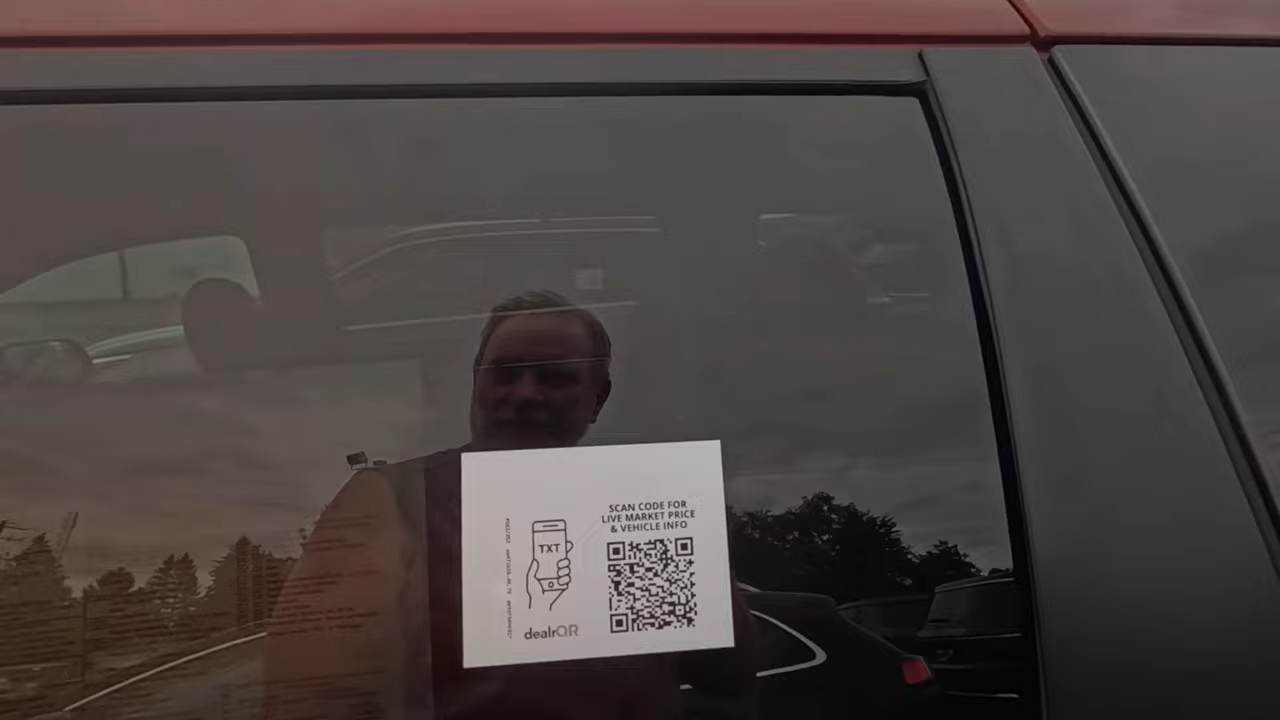 SCAN CODE FOR
LIVE MARKET PRICE
& VEHICLE INFO
TXT
dealrQR